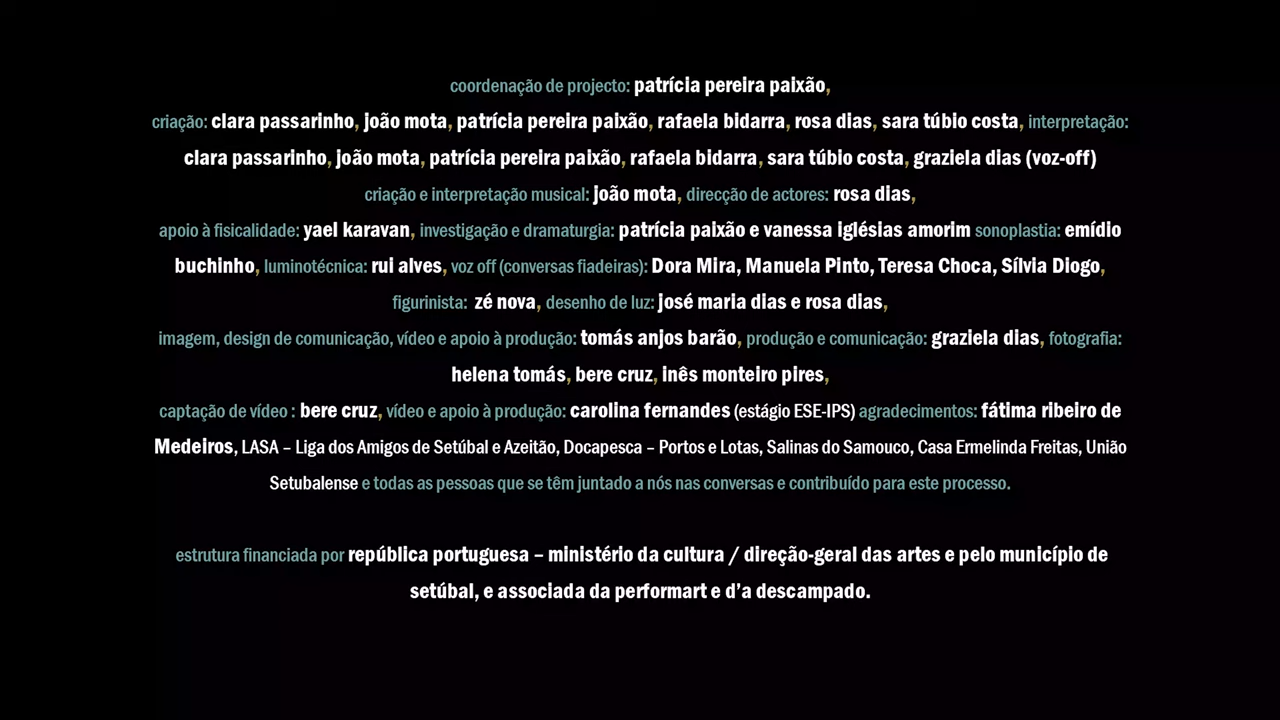 coordenação de projecto: patrícia pereira paixão,
criação: clara passarinho, joão mota, patrícia pereira paixão, rafaela bidarra, rosa dias, sara túbio costa, interpretação:
clara passarinho, joão mota, patrícia pereira paixão, rafaela bidarra, sara túbio costa, graziela dias (voz-off)
criação e interpretação musical: joão mota, direcção de actores: rosa dias,
apoio à fisicalidade: yael karavan, investigação e dramaturgia: patrícia paixão e vanessa iglésias amorim sonoplastia: emídio
buchinho, luminotécnica: rui alves, voz off (conversas fiadeiras): Dora Mira, Manuela Pinto, Teresa Choca, Sílvia Diogo,
figurinista: zé nova, desenho de luz: josé maria dias e rosa dias,
imagem, design de comunicação, vídeo e apoio à produção: tomás anjos barão, produção e comunicação: graziela dias, fotografia:
helena tomás, bere cruz, inês monteiro pires,
captação de vídeo : bere cruz, vídeo e apoio à produção: carolina fernandes (estágio ESE-IPS) agradecimentos: fátima ribeiro de
Medeiros, LASA – Liga dos Amigos de Setúbal e Azeitão, Docapesca – Portos e Lotas, Salinas do Samouco, Casa Ermelinda Freitas, União
Setubalense e todas as pessoas que se têm juntado a nós nas conversas e contribuído para este processo.
estrutura financiada por república portuguesa – ministério da cultura / direção-geral das artes e pelo município de
setúbal, e associada da performart e d'a descampado.